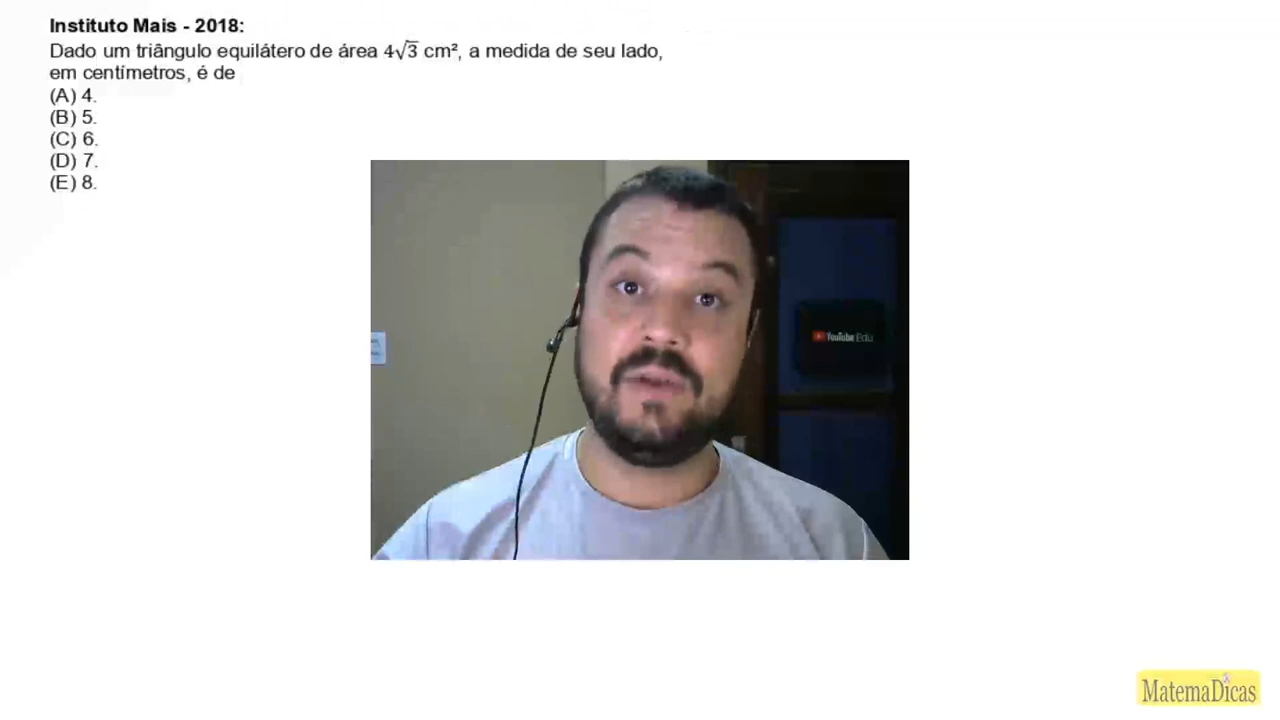 Instituto Mais - 2018:
Dado um triângulo equilátero de área 4√3 cm², a medida de seu lado,
em centímetros, é de
(A) 4.
(B) 5.
(C) 6.
(D) 7.
(E) 8.
YouTube Edu
MatemaDicas